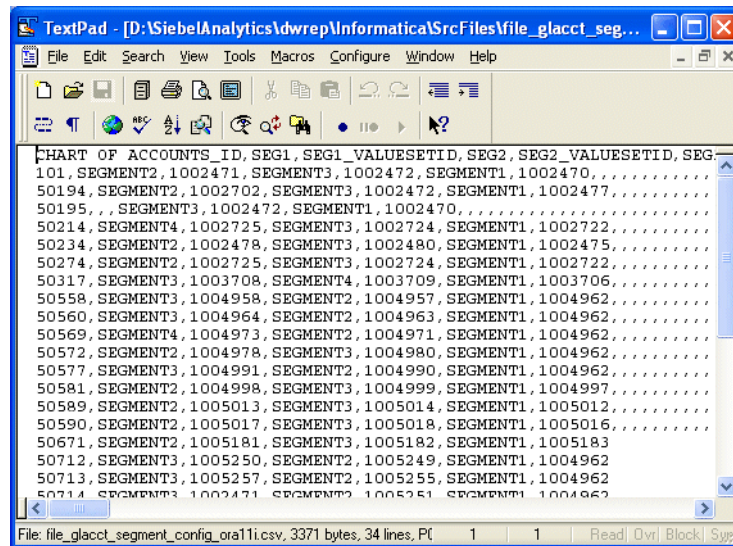 TextPad - [D:\SiebelAnalytics\dwrep\Informatica\SrcFiles\file_glacct_seg...
File Edit Search View Tools Macros Configure Window Help
CHART OF ACCOUNTS_ID,SEG1,SEG1_VALUESETID,SEG2,SEG2_VALUESETID,SEG
101,SEGMENT2,1002471,SEGMENT3,1002472,SEGMENT1,1002470,,,,,,,,,,,
50194,SEGMENT2,1002702,SEGMENT3,1002472,SEGMENT1,1002477,,,,,,,,,
50195,,,SEGMENT3,1002472,SEGMENT1,1002470,,,,,,,,,,,,,,,,,,,,,
50214,SEGMENT4,1002725,SEGMENT3,1002724,SEGMENT1,1002722,,,,,,,,,
50234,SEGMENT2,1002478,SEGMENT3,1002480,SEGMENT1,1002475,,,,,,,,,
50274,SEGMENT2,1002725,SEGMENT3,1002724,SEGMENT1,1002722,,,,,,,,,
50317,SEGMENT3,1003708,SEGMENT4,1003709,SEGMENT1,1003706,,,,,,,,,
50558,SEGMENT3,1004958,SEGMENT2,1004957,SEGMENT1,1004962,,,,,,,,,
50560,SEGMENT3,1004964,SEGMENT2,1004963,SEGMENT1,1004962,,,,,,,,,
50569,SEGMENT4,1004973,SEGMENT2,1004971,SEGMENT1,1004962,,,,,,,,,
50572,SEGMENT2,1004978,SEGMENT3,1004980,SEGMENT1,1004962,,,,,,,,,
50577,SEGMENT3,1004991,SEGMENT2,1004990,SEGMENT1,1004962,,,,,,,,,
50581,SEGMENT2,1004998,SEGMENT3,1004999,SEGMENT1,1004997,,,,,,,,,
50589,SEGMENT2,1005013,SEGMENT3,1005014,SEGMENT1,1005012,,,,,,,,,
50590,SEGMENT2,1005017,SEGMENT3,1005018,SEGMENT1,1005016,,,,,,,,,
50671,SEGMENT2,1005181,SEGMENT3,1005182,SEGMENT1,1005183
50712,SEGMENT3,1005250,SEGMENT2,1005249,SEGMENT1,1004962
50713,SEGMENT3,1005257,SEGMENT2,1005255,SEGMENT1,1004962
50714,SEGMENT3,1002471,SEGMENT2,1005251,SEGMENT1,1004962
File: file_glacct_segment_config_ora11i.csv, 3371 bytes, 34 lines, PC 1 1 Read Ovr Block